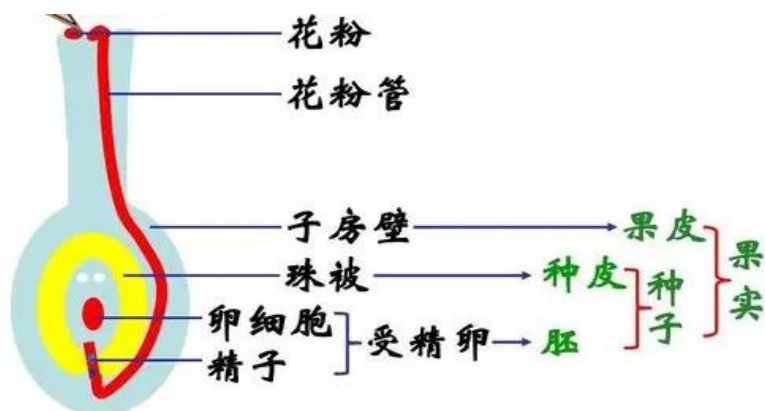 花粉
花粉管
子房壁 果皮
珠被 种皮
卵细胞
精子
受精卵 胚
种子
果实